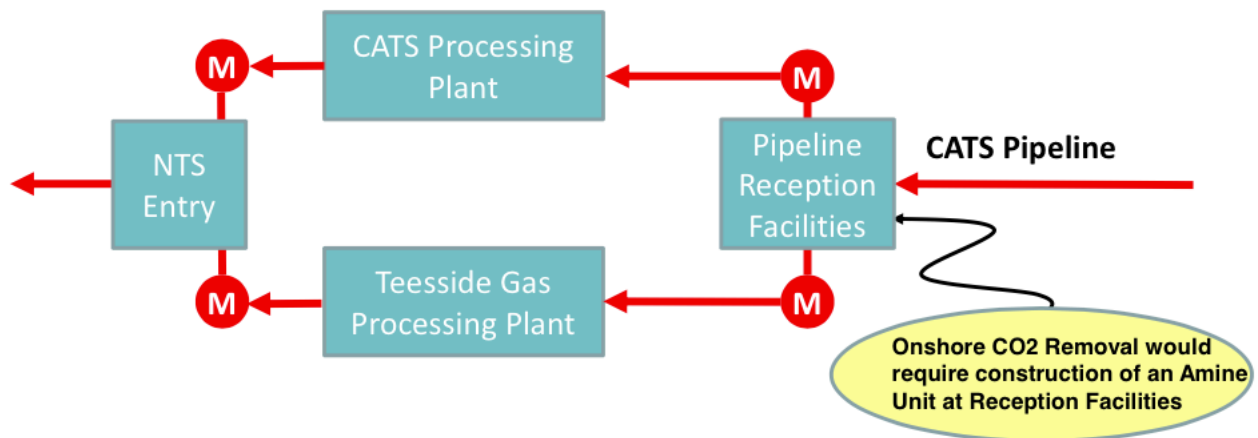 M
CATS Processing
Plant
M
NTS
Entry
Pipeline
Reception
Facilities
CATS Pipeline
M
Teesside Gas
Processing Plant
M
Onshore CO2 Removal would
require construction of an Amine
Unit at Reception Facilities